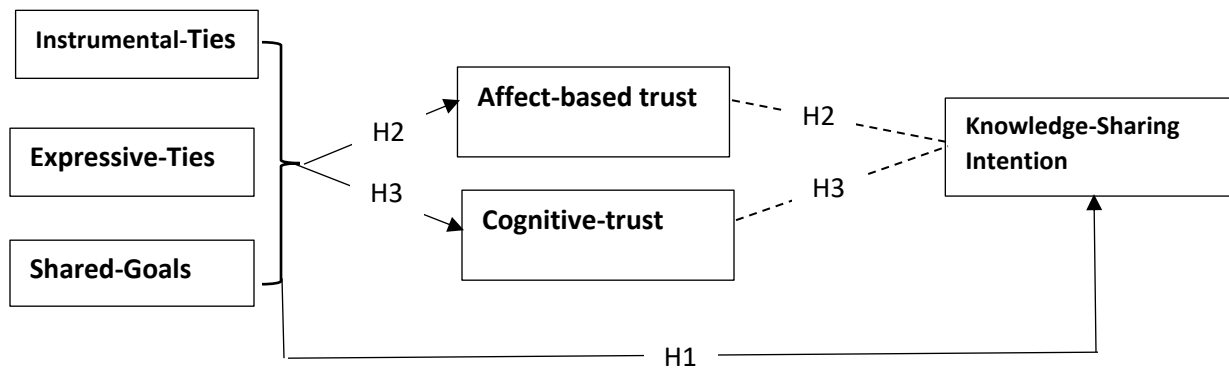 Instrumental-Ties
Expressive-Ties
Shared-Goals
H2
H3
Affect-based trust
Cognitive-trust
H2
H3
Knowledge-Sharing
Intention
H1